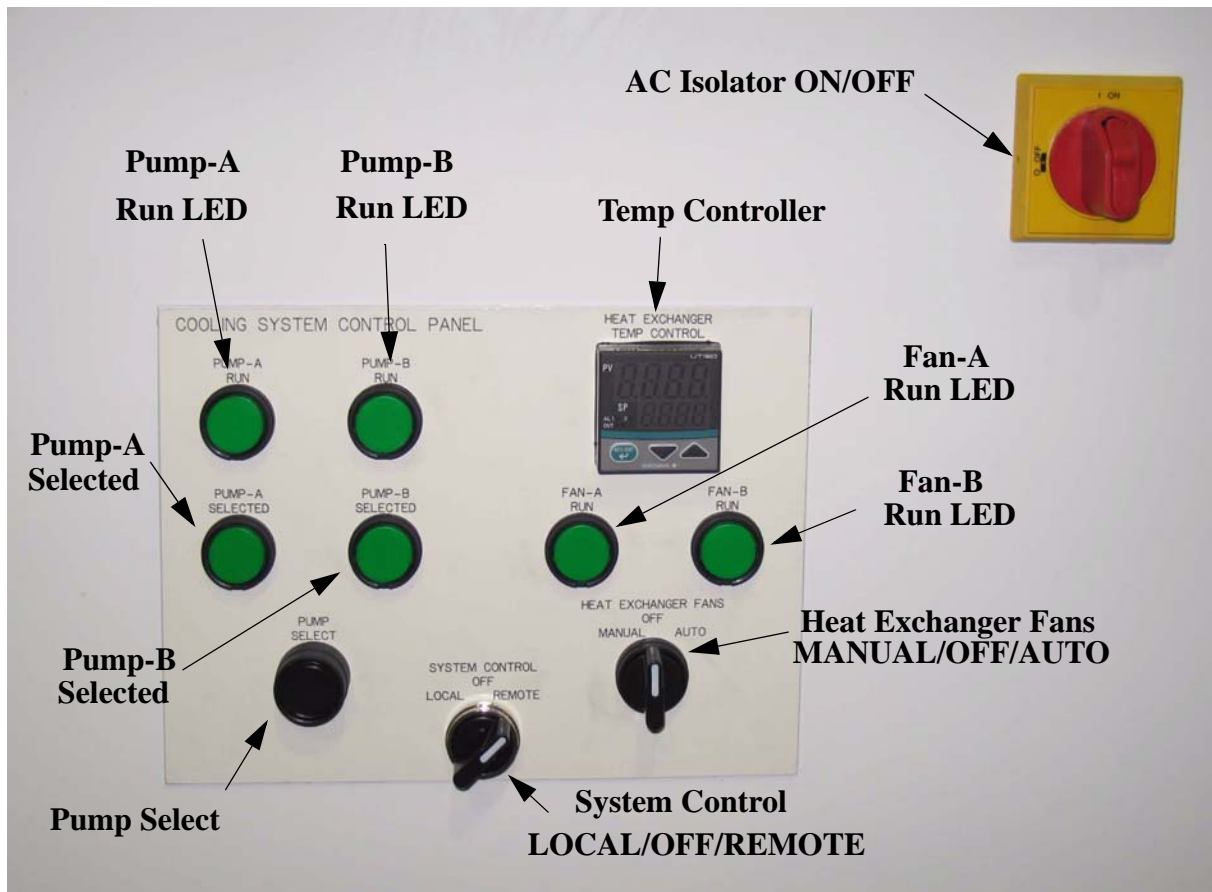 AC Isolator ON/OFF
I ON
O OFF
Pump-A
Run LED
Pump-B
Run LED
Temp Controller
COOLING SYSTEM CONTROL PANEL
HEAT EXCHANGER
TEMP CONTROL
PUMP-A
RUN
PUMP-B
RUN
PV
SP
OUT
Fan-A
Run LED
Pump-A
Selected
PUMP-A
SELECTED
PUMP-B
SELECTED
FAN-A
RUN
FAN-B
RUN
Fan-B
Run LED
HEAT EXCHANGER FANS
OFF
MANUAL AUTO
Heat Exchanger Fans
MANUAL/OFF/AUTO
PUMP
SELECT
Pump-B
Selected
SYSTEM CONTROL
OFF
LOCAL REMOTE
Pump Select
System Control
LOCAL/OFF/REMOTE